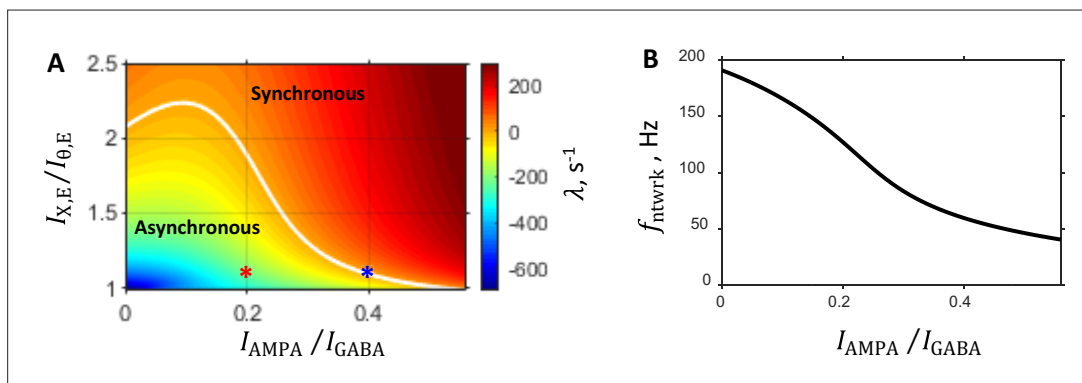 A
2.5
2
1.5
1
I_X,E / I_θ,E
Synchronous
Asynchronous
*
*
0
0.2
0.4
I_AMPA / I_GABA
200
0
-200
-400
-600
λ, s⁻¹
B
200
150
100
50
0
f_ntwrk , Hz
0
0.2
0.4
I_AMPA / I_GABA